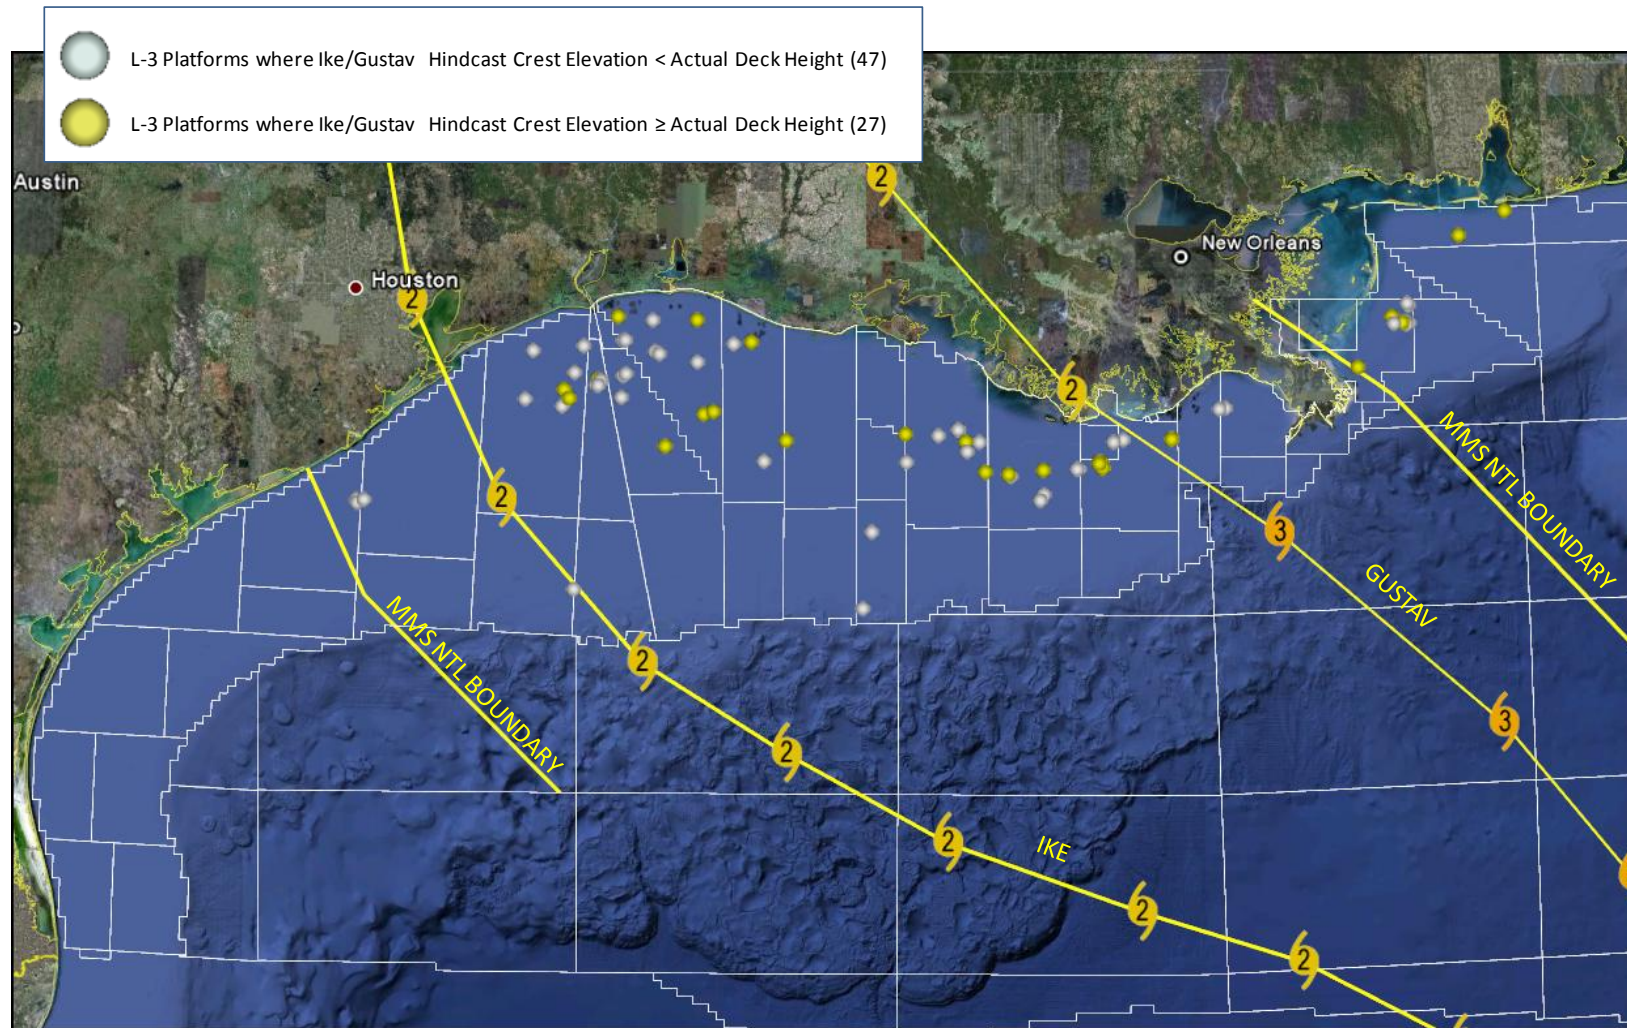 L-3 Platforms where Ike/Gustav Hindcast Crest Elevation < Actual Deck Height (47)
L-3 Platforms where Ike/Gustav Hindcast Crest Elevation ≥ Actual Deck Height (27)
Austin
2
New Orleans
Houston
2
2
MMS NTL BOUNDARY
2
3
GUSTAV
MMS NTL BOUNDARY
2
3
2
2
IKE
2
2